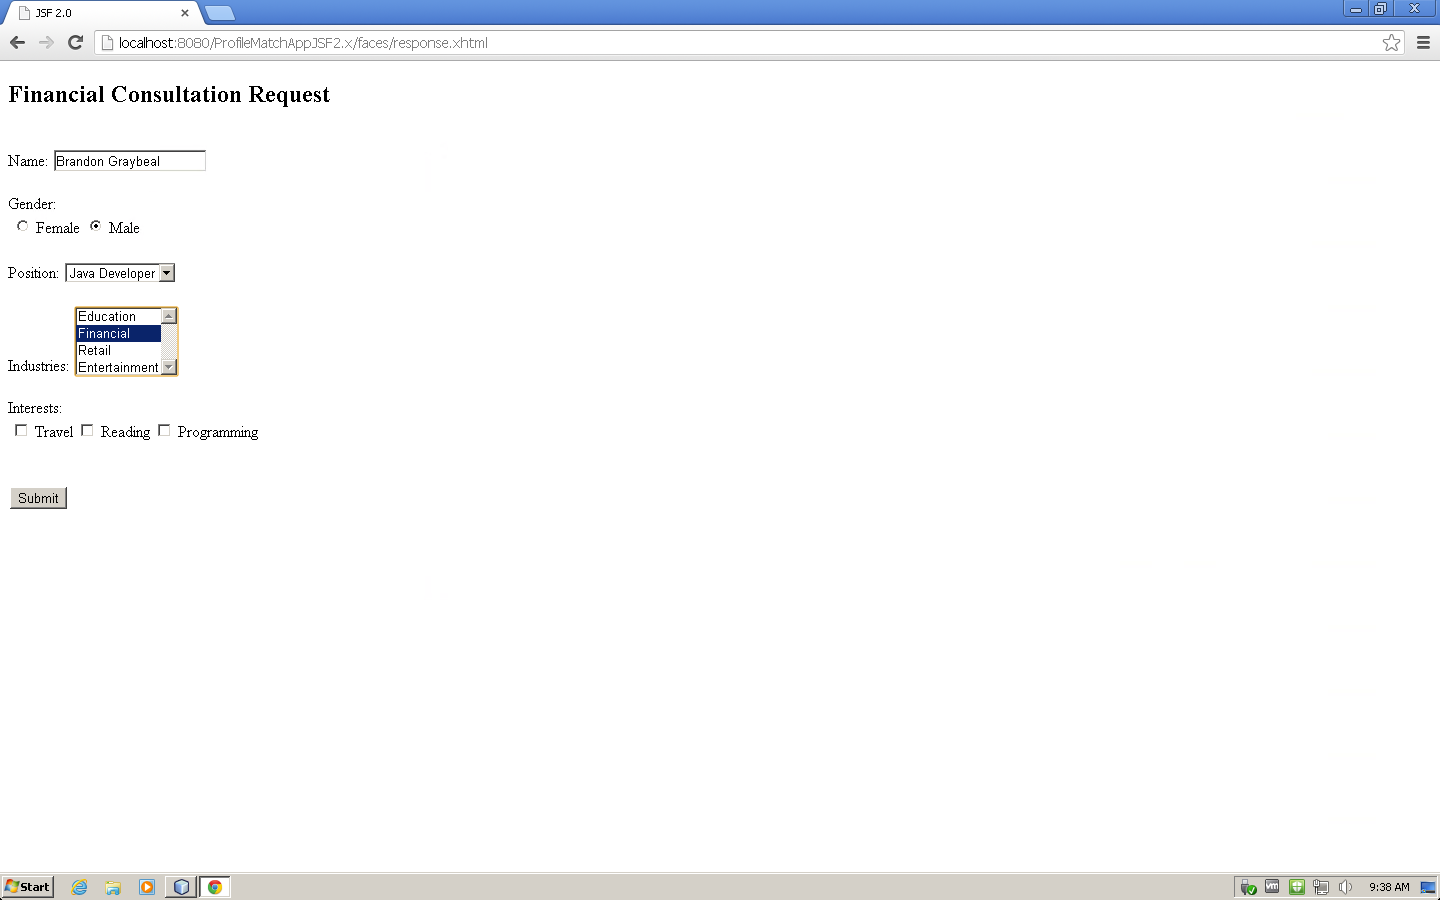 JSF 2.0
localhost:8080/ProfileMatchAppJSF2.x/faces/response.xhtml
Financial Consultation Request
Name: Brandon Graybeal
Gender:
Female Male
Position: Java Developer
Education
Financial
Retail
Industries: Entertainment
Interests:
Travel Reading Programming
Submit
Start vm 9:38 AM